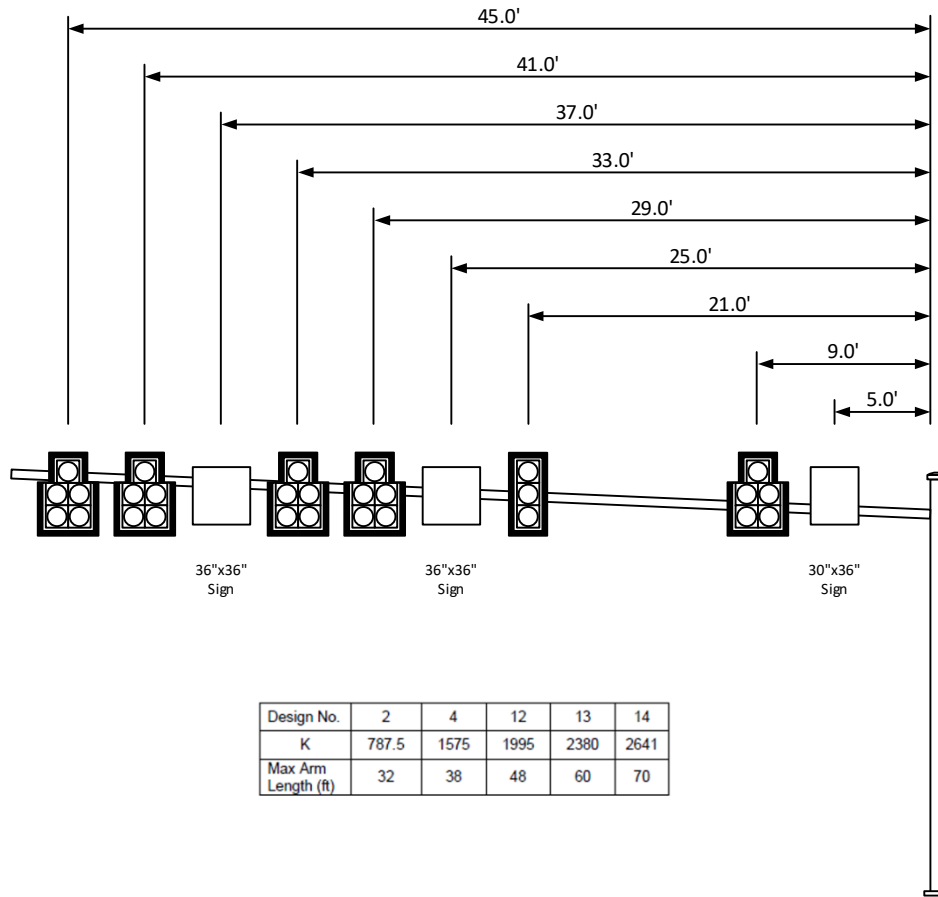 45.0'
41.0'
37.0'
33.0'
29.0'
25.0'
21.0'
9.0'
5.0'
36"x36"
Sign
36"x36"
Sign
30"x36"
Sign
Design No. 2 4 12 13 14
K 787.5 1575 1995 2380 2641
Max Arm
Length (ft) 32 38 48 60 70